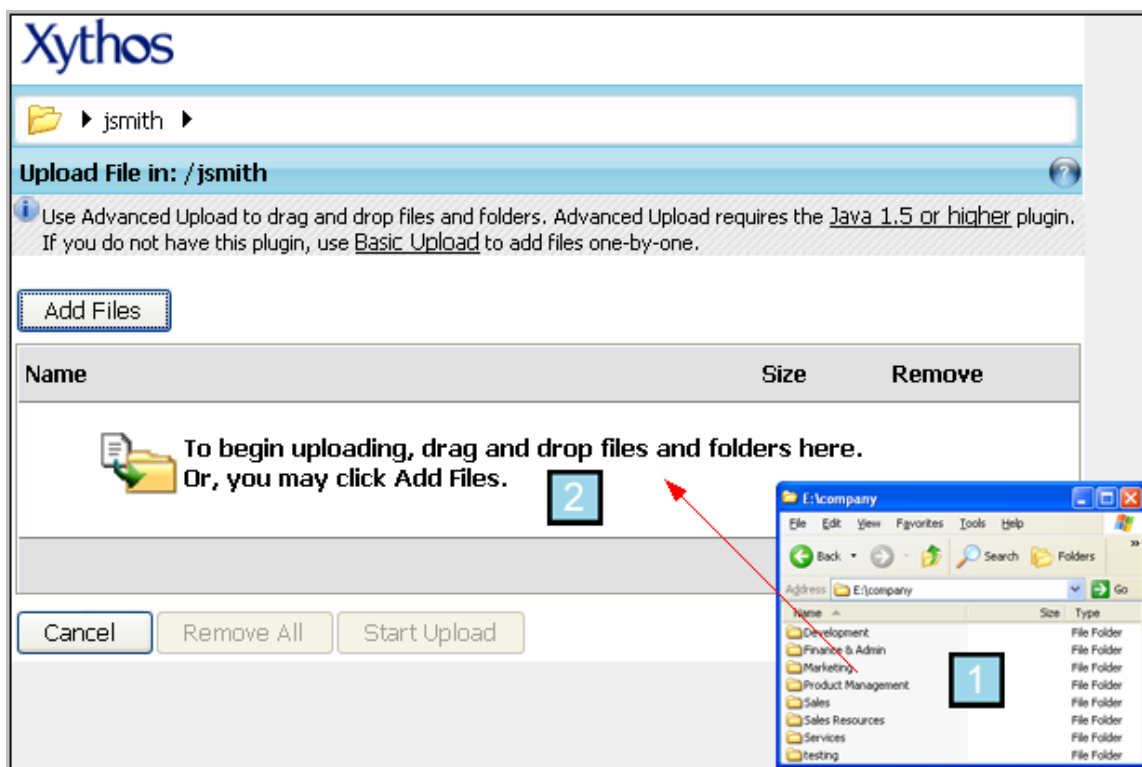 Xythos
jsmith
Upload File in: /jsmith
?
i
Use Advanced Upload to drag and drop files and folders. Advanced Upload requires the Java 1.5 or higher plugin.
If you do not have this plugin, use Basic Upload to add files one-by-one.
Add Files
Name Size Remove
To begin uploading, drag and drop files and folders here.
Or, you may click Add Files.
2
E:\company
File Edit View Favorites Tools Help
Back Search Folders »
Address E:\company Go
Name Size Type
Development File Folder
Finance & Admin File Folder
Marketing File Folder
Product Management File Folder
Sales File Folder
Sales Resources File Folder
Services File Folder
testing File Folder
1
Cancel Remove All Start Upload